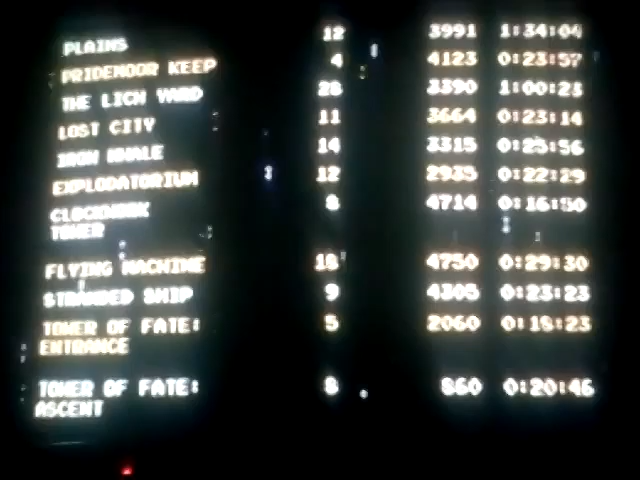 PLAINS 12 3991 1:34:04
PRIDEMOOR KEEP 4 4123 0:23:57
THE LICH YARD 28 3390 1:00:23
LOST CITY 11 3664 0:23:14
IRON WHALE 14 3315 0:25:56
EXPLODATORIUM 12 2935 0:22:29
CLOCKWORK 8 4714 0:16:50
TOWER
FLYING MACHINE 18 4750 0:29:30
STRANDED SHIP 9 4305 0:23:23
TOWER OF FATE: 5 2060 0:18:23
ENTRANCE
TOWER OF FATE: 8 860 0:20:46
ASCENT